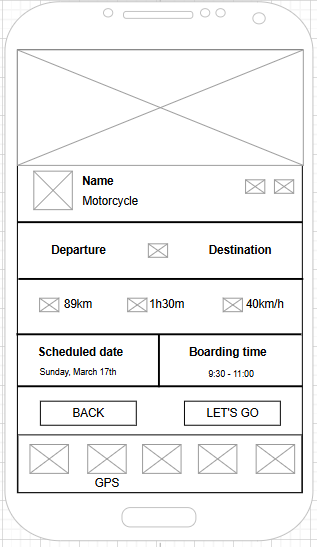 Name
Motorcycle
Departure Destination
89km 1h30m 40km/h
Scheduled date Boarding time
Sunday, March 17th 9:30 - 11:00
BACK LET'S GO
GPS